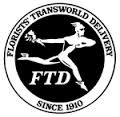 FLORISTS' TRANSWORLD DELIVERY
FTD
SINCE 1910